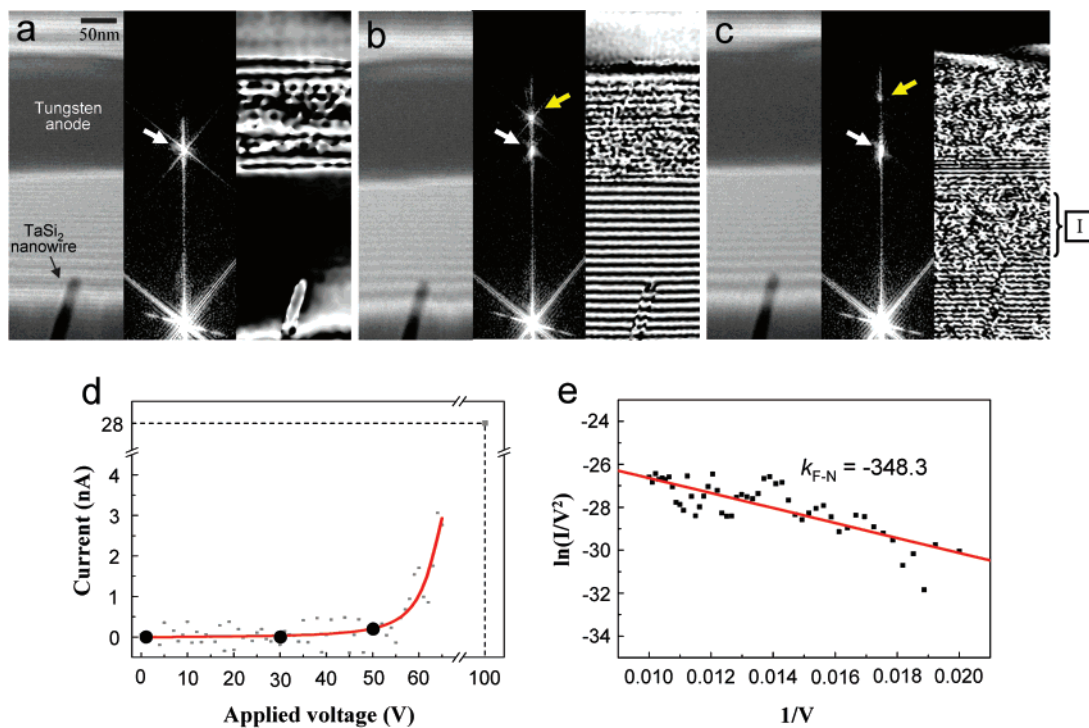 a
50nm
Tungsten
anode
TaSi2
nanowire
b
c
I
d
28
4
3
2
1
0
0 10 20 30 40 50 60 70 100
Current (nA)
Applied voltage (V)
e
-24
-26
-28
-30
-32
-34
kF-N = -348.3
0.010 0.012 0.014 0.016 0.018 0.020
ln(I/V2)
1/V